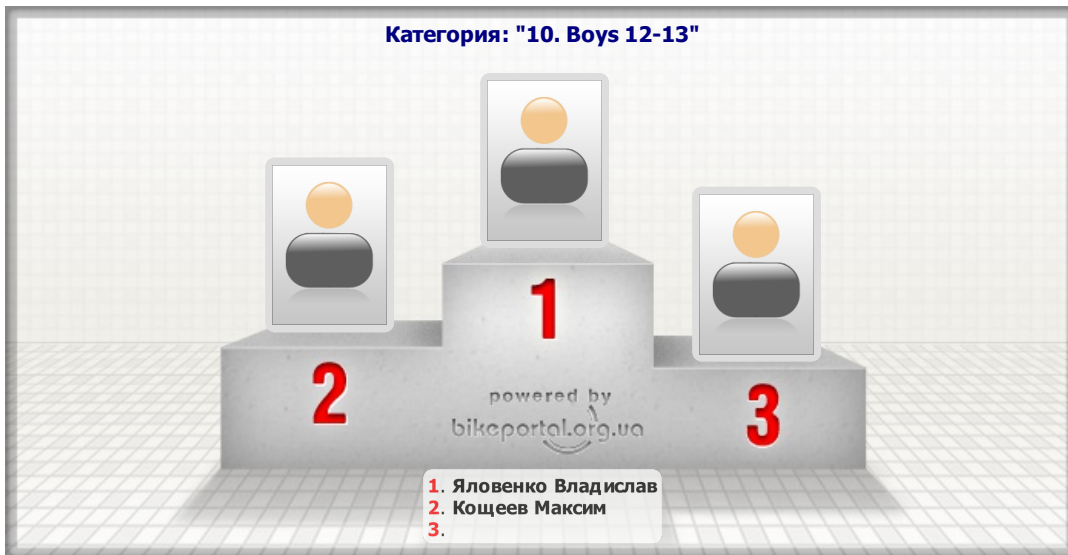 Категория: "10. Boys 12-13"
1
2
3
powered by
bikeportal.org.ua
1. Яловенко Владислав
2. Кощеев Максим
3.